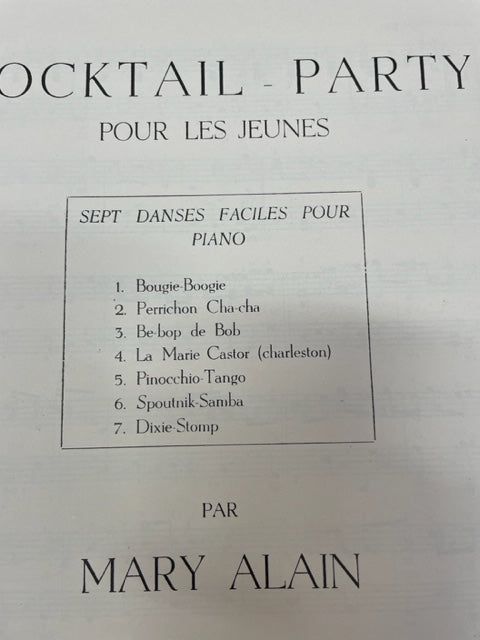 OCKTAIL - PARTY
POUR LES JEUNES
SEPT DANSES FACILES POUR
PIANO
1. Bougie-Boogie
2. Perrichon Cha-cha
3. Be-bop de Bob
4. La Marie Castor (charleston)
5. Pinocchio-Tango
6. Spoutnik-Samba
7. Dixie-Stomp
PAR
MARY ALAIN